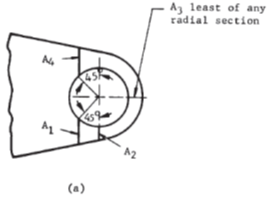 A3 least of any
radial section
A4
45°
45°
A1
A2
(a)